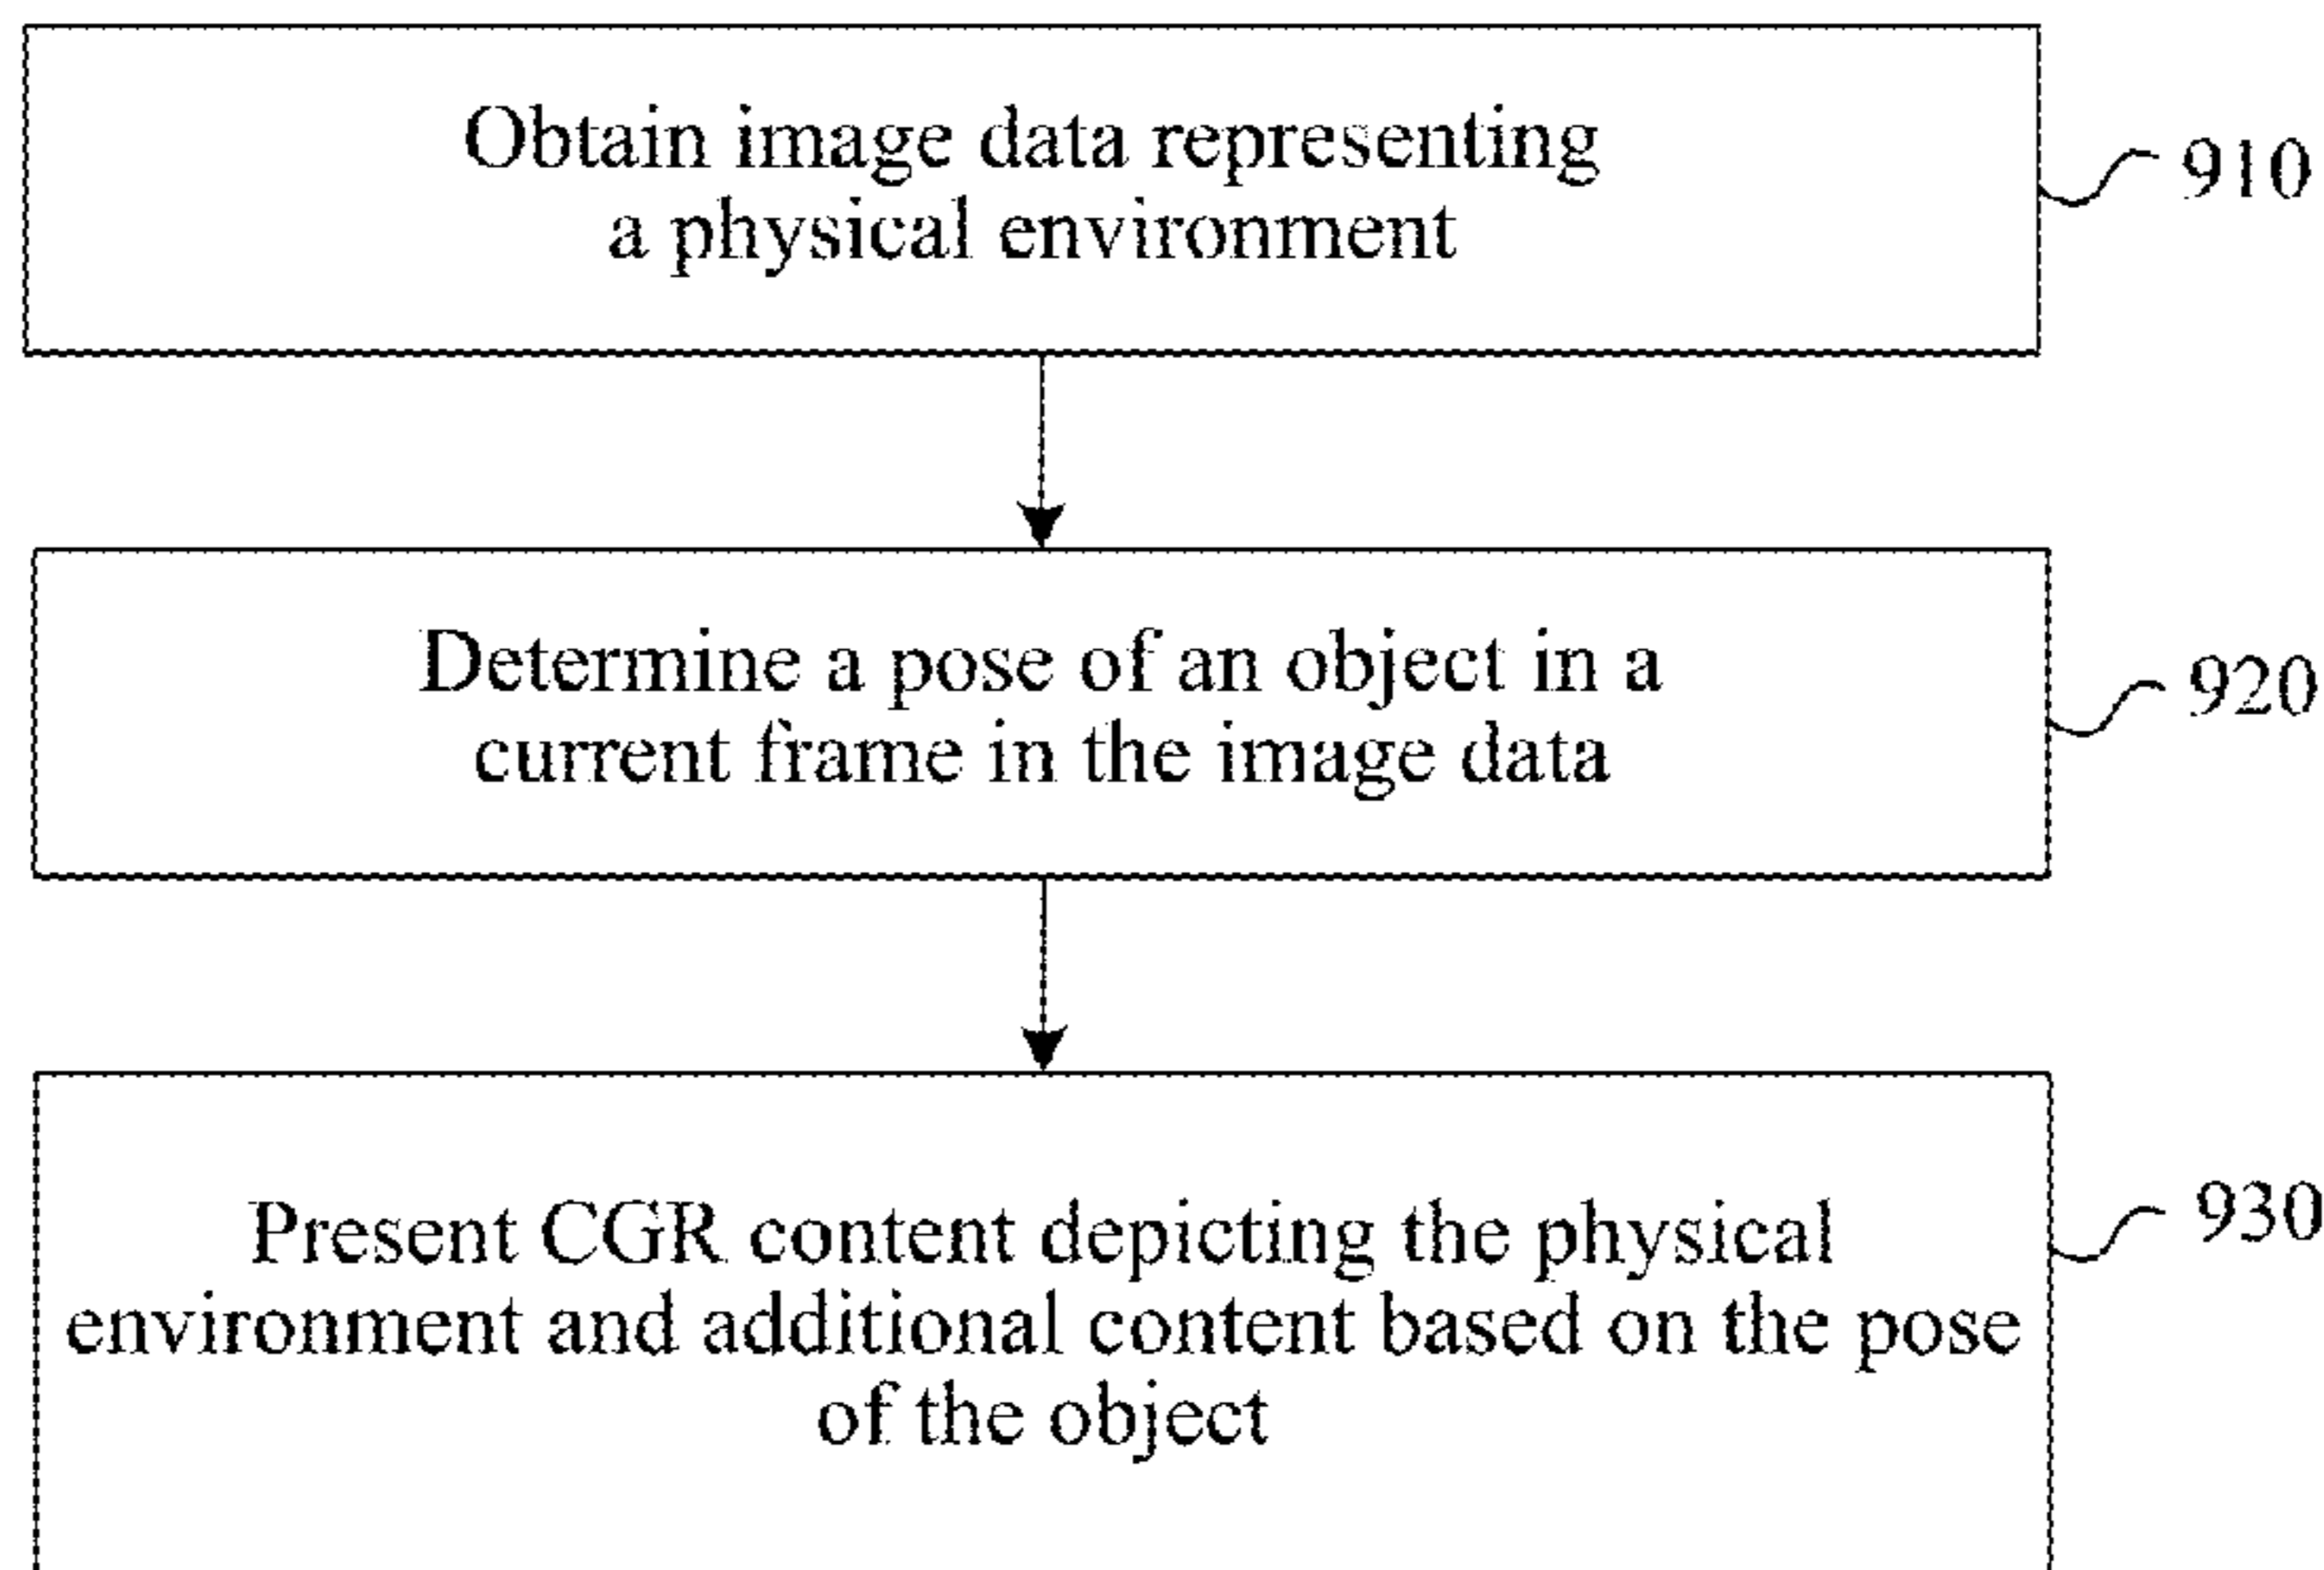 Obtain image data representing
a physical environment
910
Determine a pose of an object in a
current frame in the image data
920
Present CGR content depicting the physical
environment and additional content based on the pose
of the object
930